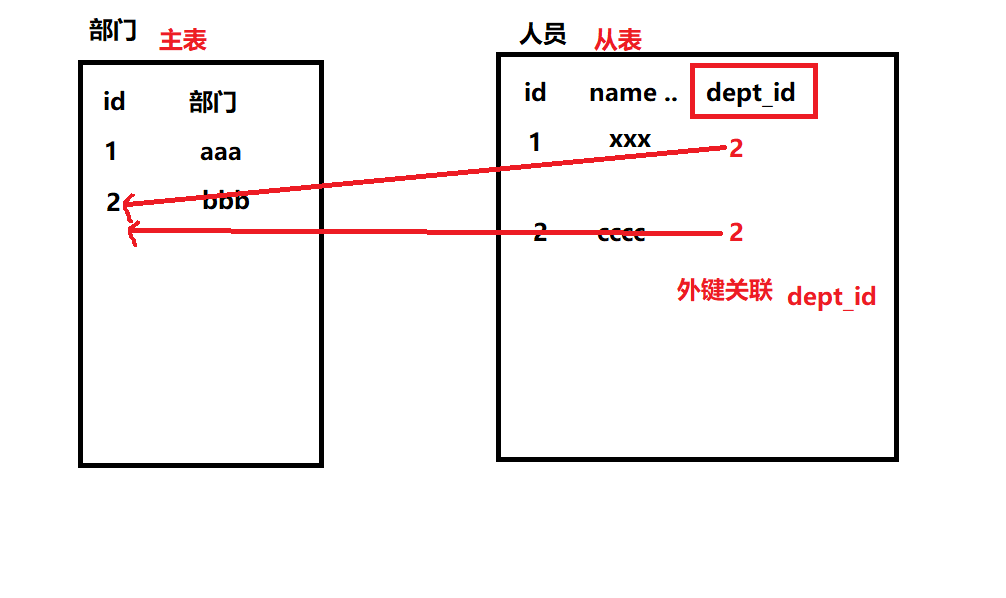 部门 主表
id 部门
1 aaa
2 bbb
人员 从表
id name .. dept_id
1 xxx 2
2 cccc 2
外键关联 dept_id